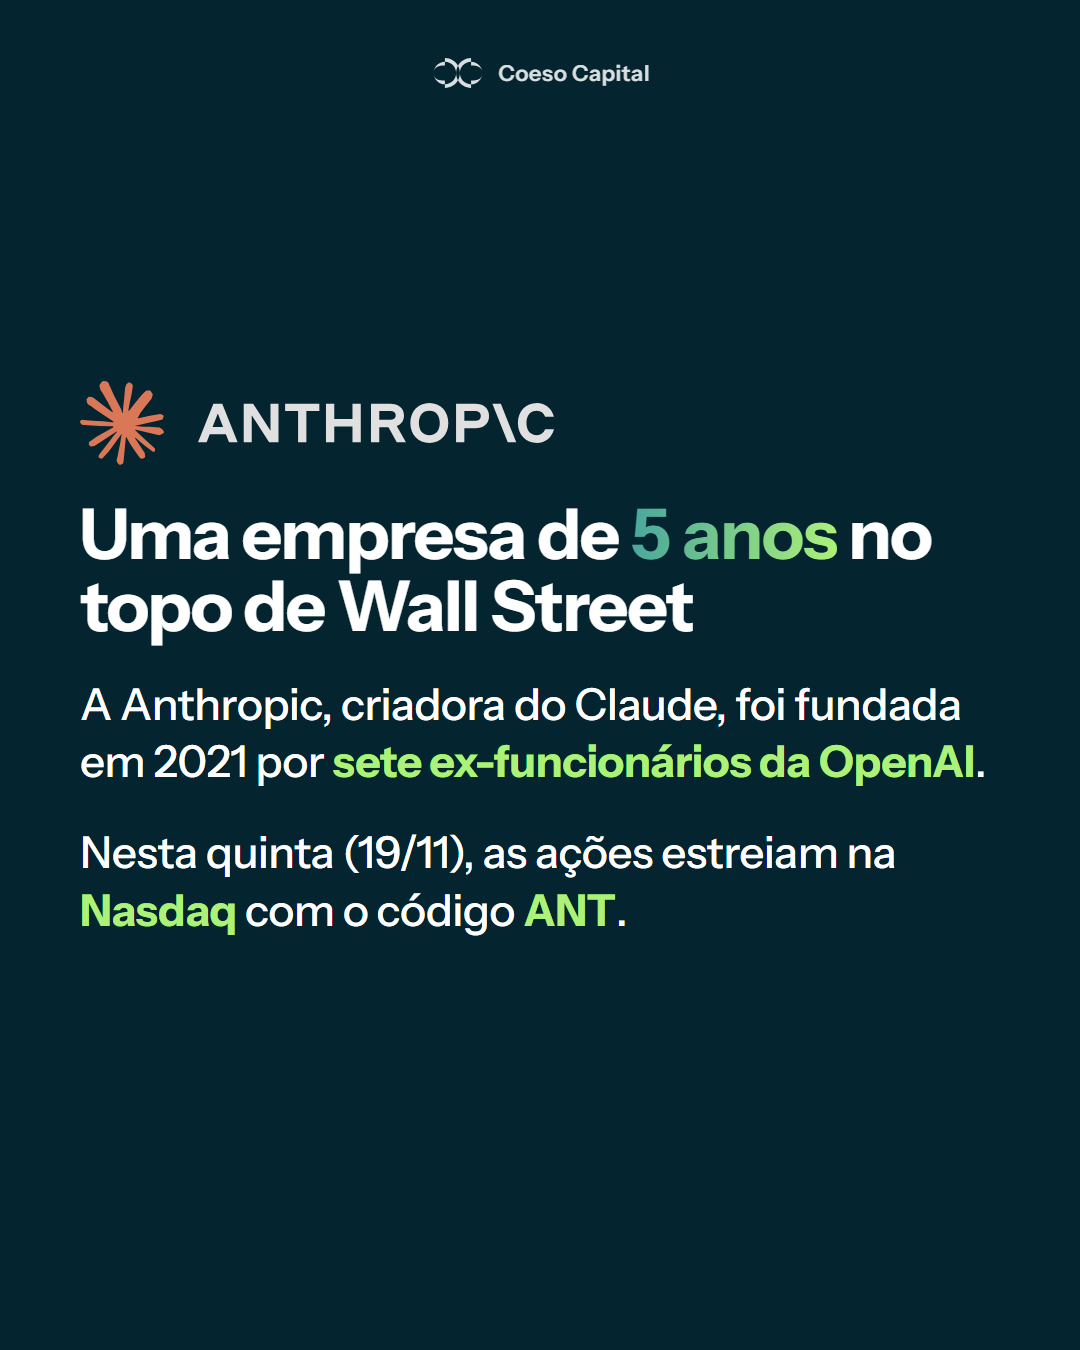 Coeso Capital
ANTHROP\C
Uma empresa de 5 anos no
topo de Wall Street
A Anthropic, criadora do Claude, foi fundada
em 2021 por sete ex-funcionários da OpenAI.
Nesta quinta (19/11), as ações estreiam na
Nasdaq com o código ANT.